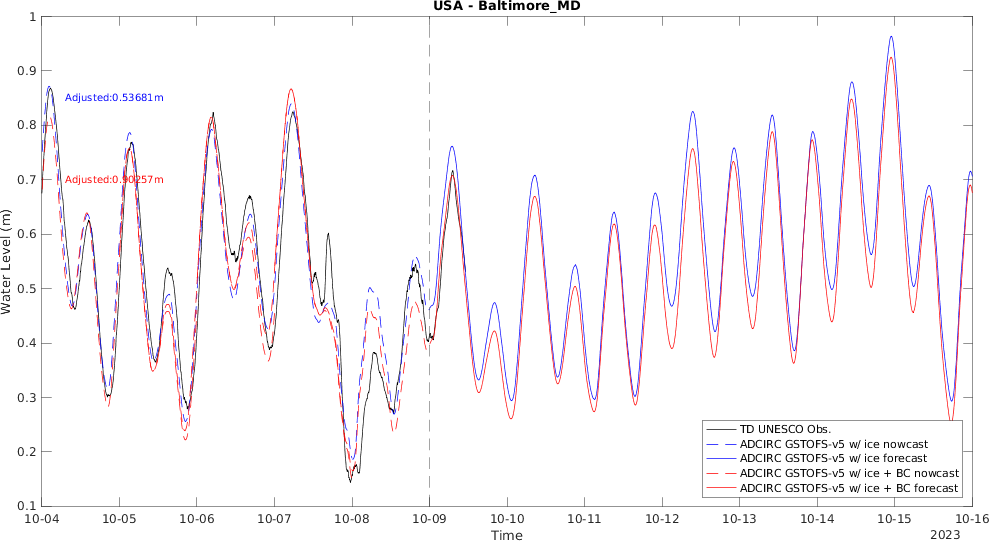 USA - Baltimore_MD
1
0.9
0.8
0.7
0.6
0.5
0.4
0.3
0.2
0.1
Water Level (m)
Adjusted:0.53681m
Adjusted:0.90257m
TD UNESCO Obs.
ADCIRC GSTOFS-v5 w/ ice nowcast
ADCIRC GSTOFS-v5 w/ ice forecast
ADCIRC GSTOFS-v5 w/ ice + BC nowcast
ADCIRC GSTOFS-v5 w/ ice + BC forecast
10-04 10-05 10-06 10-07 10-08 10-09 10-10 10-11 10-12 10-13 10-14 10-15 10-16
Time
2023